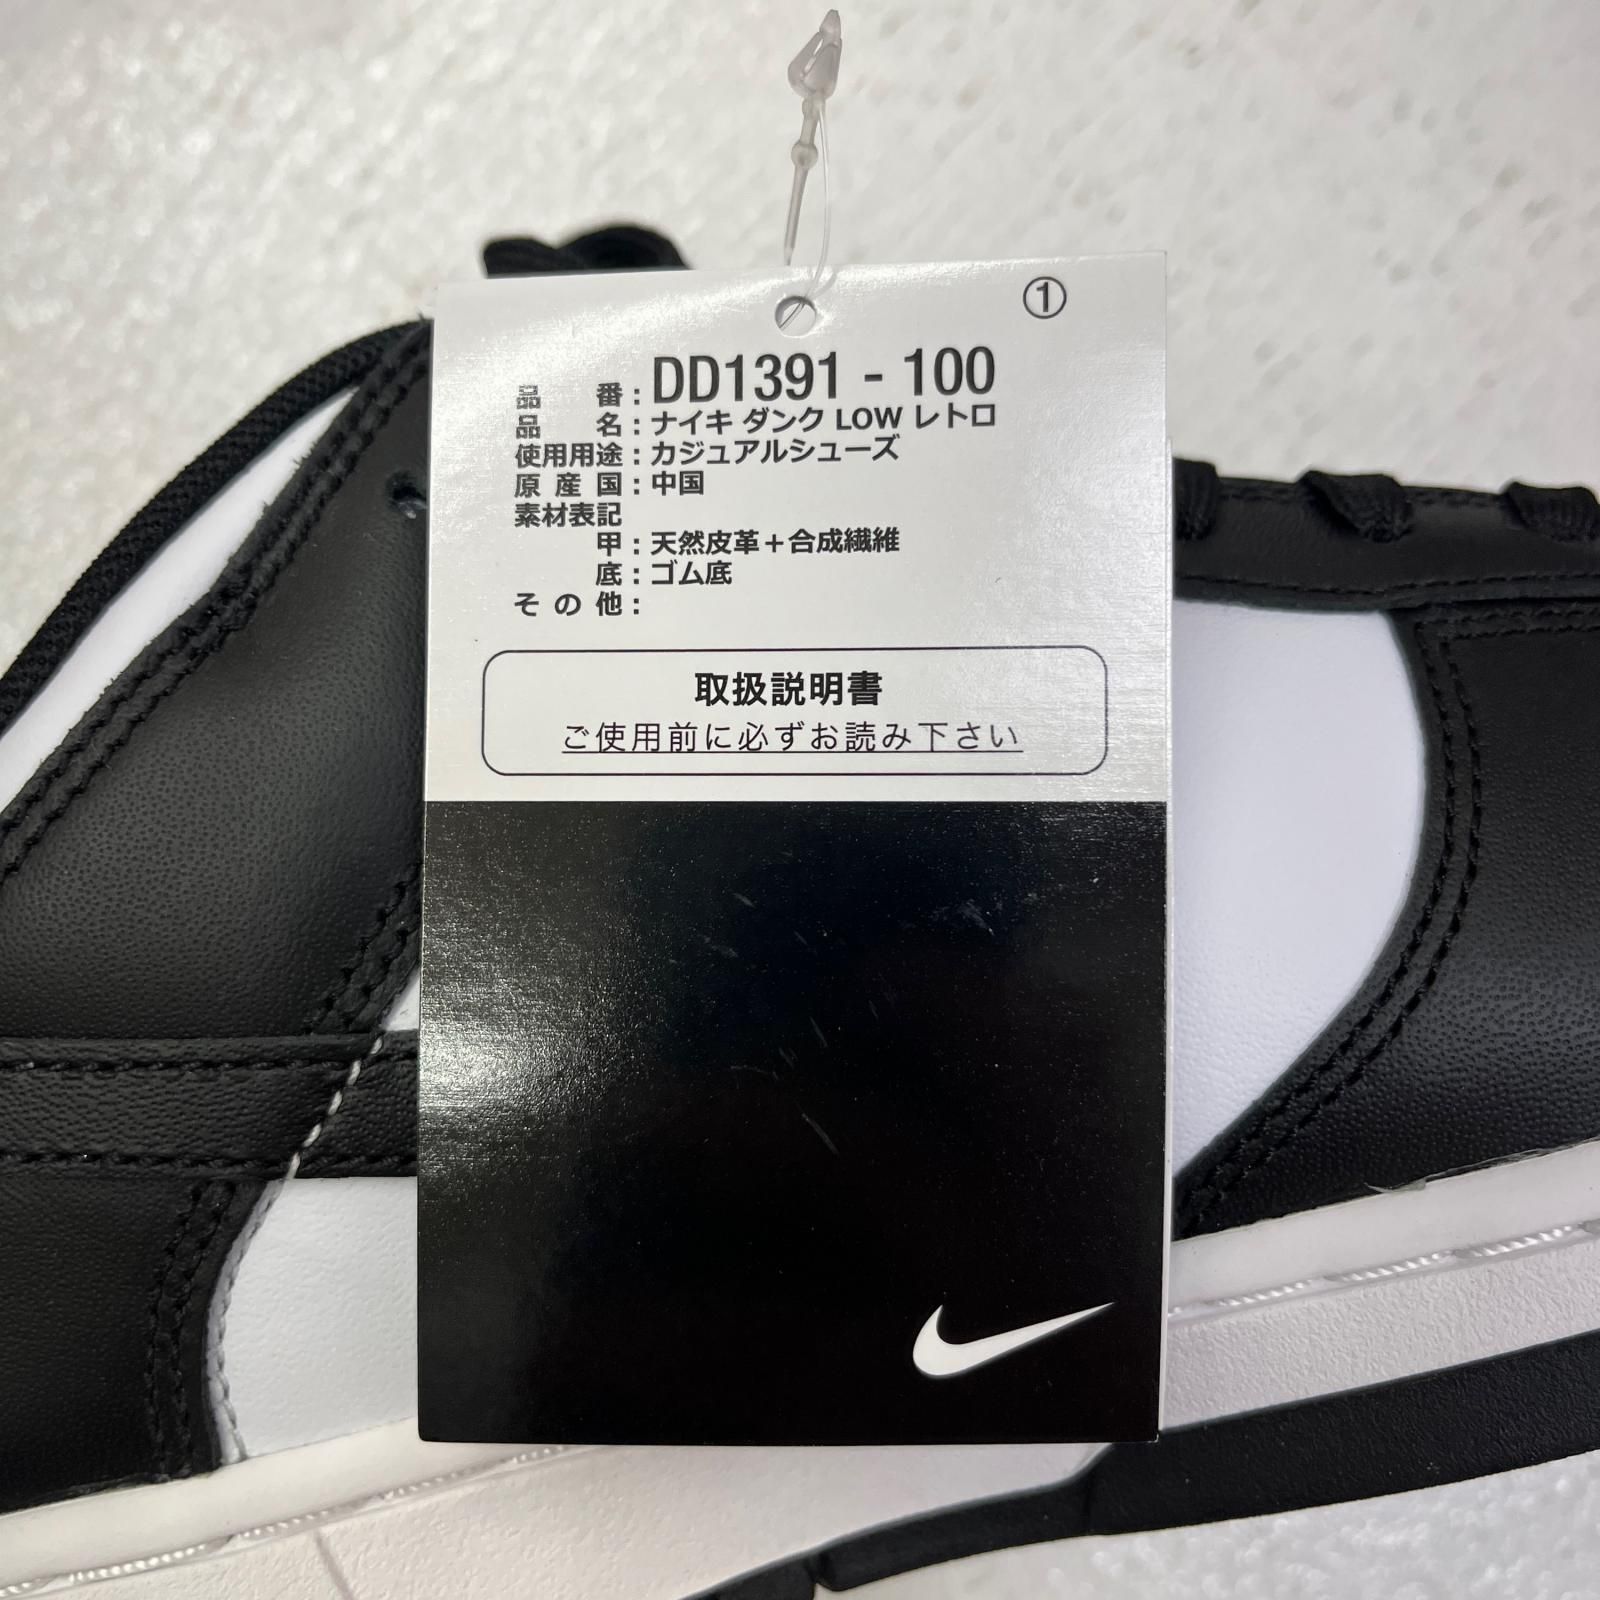 ①
品番：DD1391 - 100
品名：ナイキ ダンク LOW レトロ
使用用途：カジュアルシューズ
原産国：中国
素材表記
甲：天然皮革＋合成繊維
底：ゴム底
その他：
取扱説明書
ご使用前に必ずお読み下さい